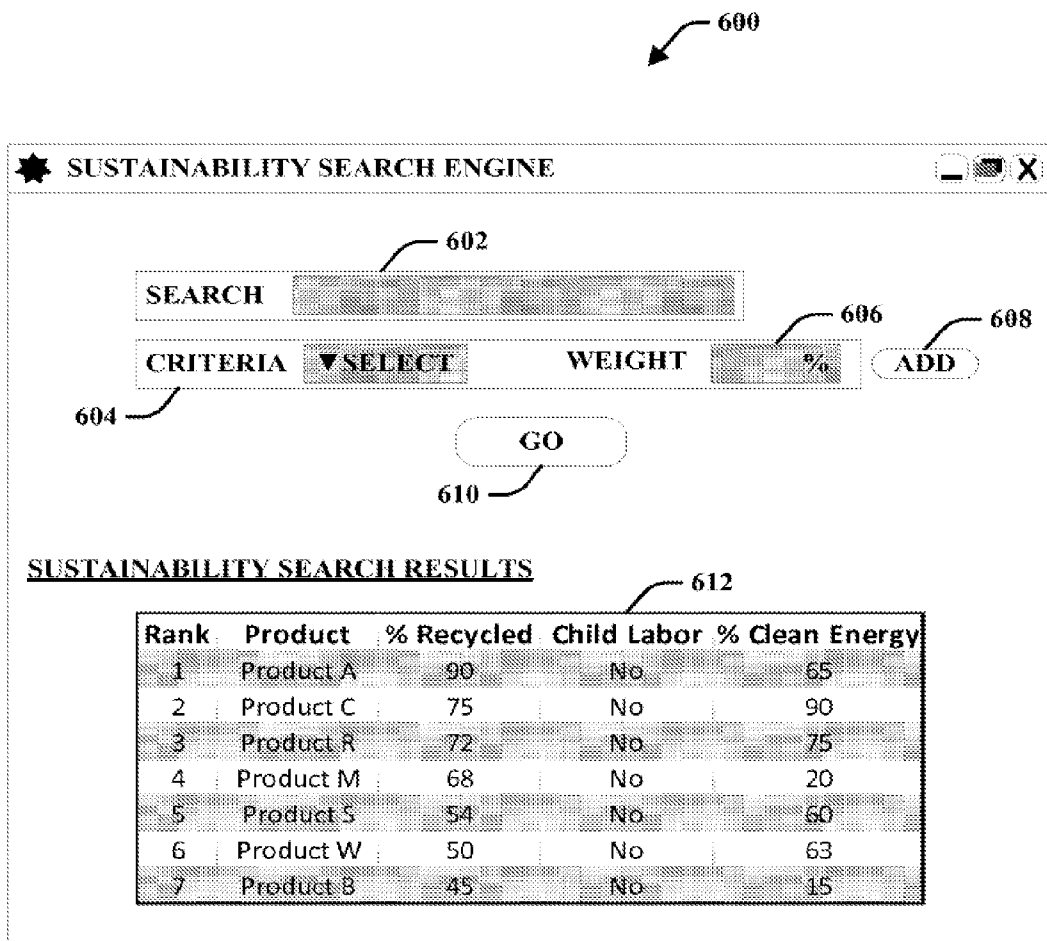 600
SUSTAINABILITY SEARCH ENGINE
602
SEARCH
606
608
CRITERIA ▼SELECT WEIGHT % ADD
604
GO
610
SUSTAINABILITY SEARCH RESULTS
612
Rank Product % Recycled Child Labor % Clean Energy
1 Product A 90 No 65
2 Product C 75 No 90
3 Product R 72 No 75
4 Product M 68 No 20
5 Product S 54 No 60
6 Product W 50 No 63
7 Product B 45 No 15